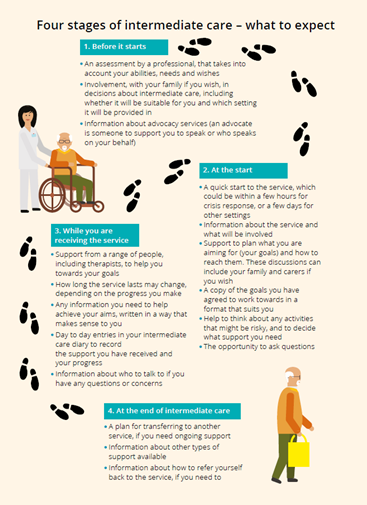 Four stages of intermediate care – what to expect
1. Before it starts
• An assessment by a professional, that takes into
account your abilities, needs and wishes
• Involvement, with your family if you wish, in
decisions about intermediate care, including
whether it will be suitable for you and which setting
it will be provided in
• Information about advocacy services (an advocate
is someone to support you to speak or who speaks
on your behalf)
2. At the start
• A quick start to the service, which
could be within a few hours for
crisis response, or a few days for
other settings
• Information about the service and
what will be involved
• Support to plan what you are
aiming for (your goals) and how to
reach them. These discussions can
include your family and carers if
you wish
• A copy of the goals you have
agreed to work towards in a
format that suits you
• Help to think about any activities
that might be risky, and to decide
what support you need
• The opportunity to ask questions
3. While you are
receiving the service
• Support from a range of people,
including therapists, to help you
towards your goals
• How long the service lasts may change,
depending on the progress you make
• Any information you need to help
achieve your aims, written in a way that
makes sense to you
• Day to day entries in your intermediate
care diary to record
the support you have received and
your progress
• Information about who to talk to if you
have any questions or concerns
4. At the end of intermediate care
• A plan for transferring to another
service, if you need ongoing support
• Information about other types of
support available
• Information about how to refer yourself
back to the service, if you need to